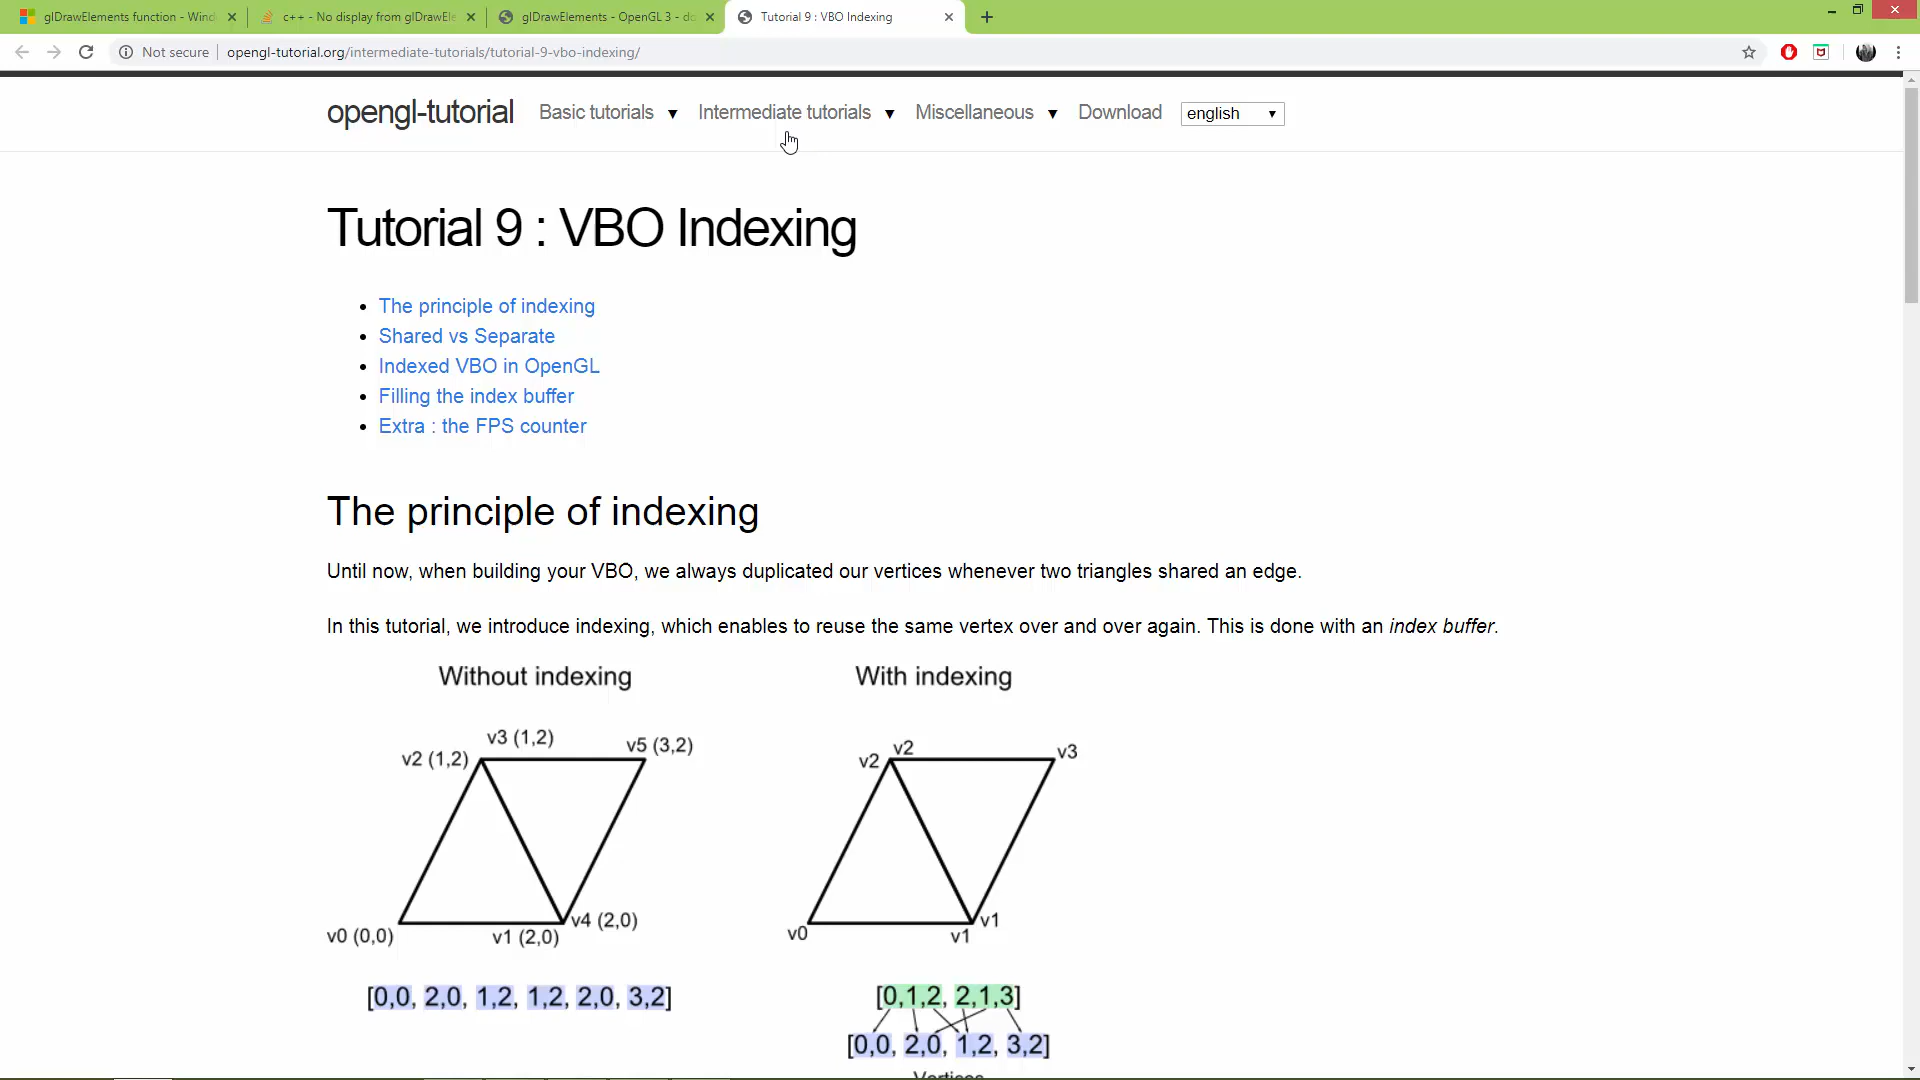 glDrawElements function - Wind
c++ - No display from glDrawEle
glDrawElements - OpenGL 3 - do
Tutorial 9 : VBO Indexing
Not secure
opengl-tutorial.org/intermediate-tutorials/tutorial-9-vbo-indexing/
opengl-tutorial Basic tutorials ▼ Intermediate tutorials ▼ Miscellaneous ▼ Download english ▼
Tutorial 9 : VBO Indexing
• The principle of indexing
• Shared vs Separate
• Indexed VBO in OpenGL
• Filling the index buffer
• Extra : the FPS counter
The principle of indexing
Until now, when building your VBO, we always duplicated our vertices whenever two triangles shared an edge.
In this tutorial, we introduce indexing, which enables to reuse the same vertex over and over again. This is done with an index buffer.
Without indexing
v3 (1,2)
v2 (1,2)
v5 (3,2)
v4 (2,0)
v0 (0,0)
v1 (2,0)
[0,0, 2,0, 1,2, 1,2, 2,0, 3,2]
With indexing
v2
v2
v3
v1
v0
v1
[0,1,2, 2,1,3]
[0,0, 2,0, 1,2, 3,2]
Vertices